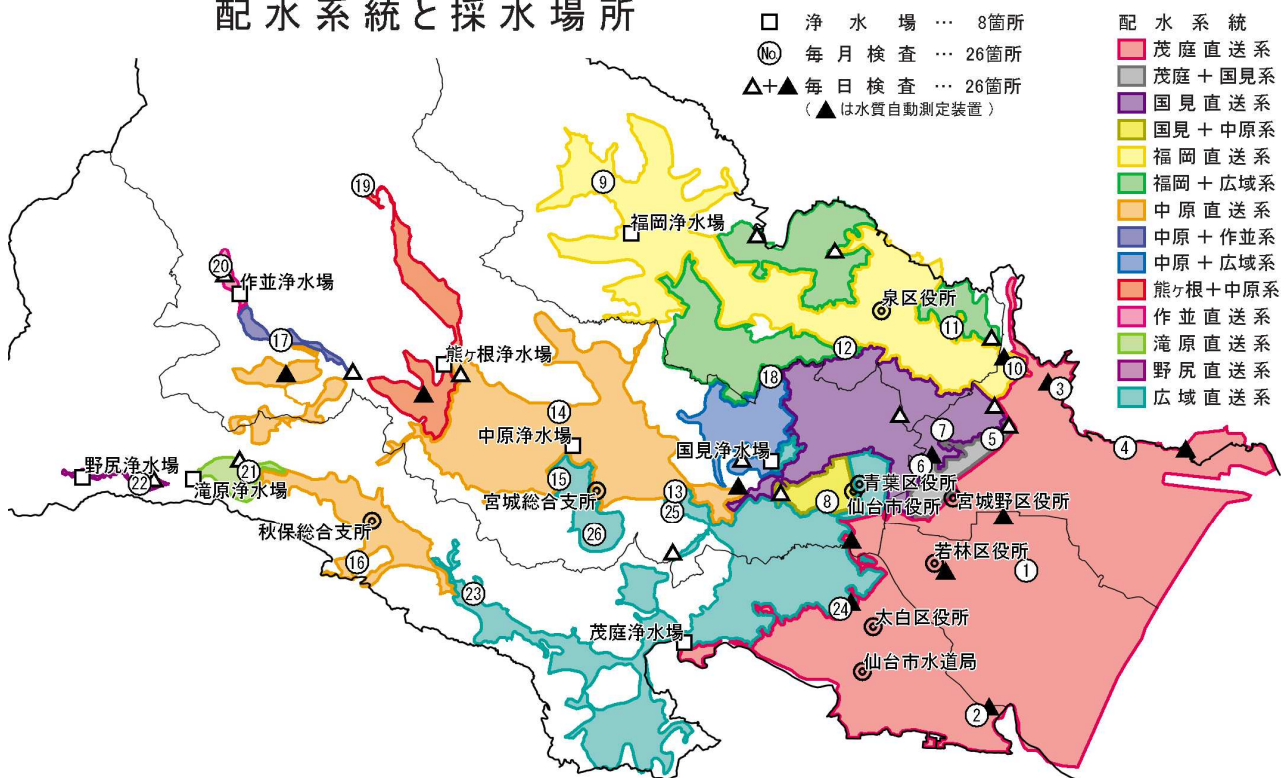 配水系統と採水場所
浄水場 … 8箇所
No. 毎月検査 … 26箇所
△+▲ 毎日検査 … 26箇所
(▲は水質自動測定装置)
配水系統
茂庭直送系
茂庭+国見系
国見直送系
国見+中原系
福岡直送系
福岡+広域系
中原直送系
中原+作並系
中原+広域系
熊ヶ根+中原系
作並直送系
滝原直送系
野尻直送系
広域直送系
⑲
⑨
福岡浄水場
⑳
作並浄水場
泉区役所
⑪
⑰
⑫
熊ヶ根浄水場
⑩
⑱
③
⑭
中原浄水場
国見浄水場
⑦
⑤
④
野尻浄水場
㉒
㉑
滝原浄水場
⑥
⑮
宮城総合支所
⑬
㉕
青葉区役所
⑧
仙台市役所
宮城野区役所
秋保総合支所
㉖
⑯
若林区役所
①
㉓
㉔
茂庭浄水場
太白区役所
仙台市水道局
②